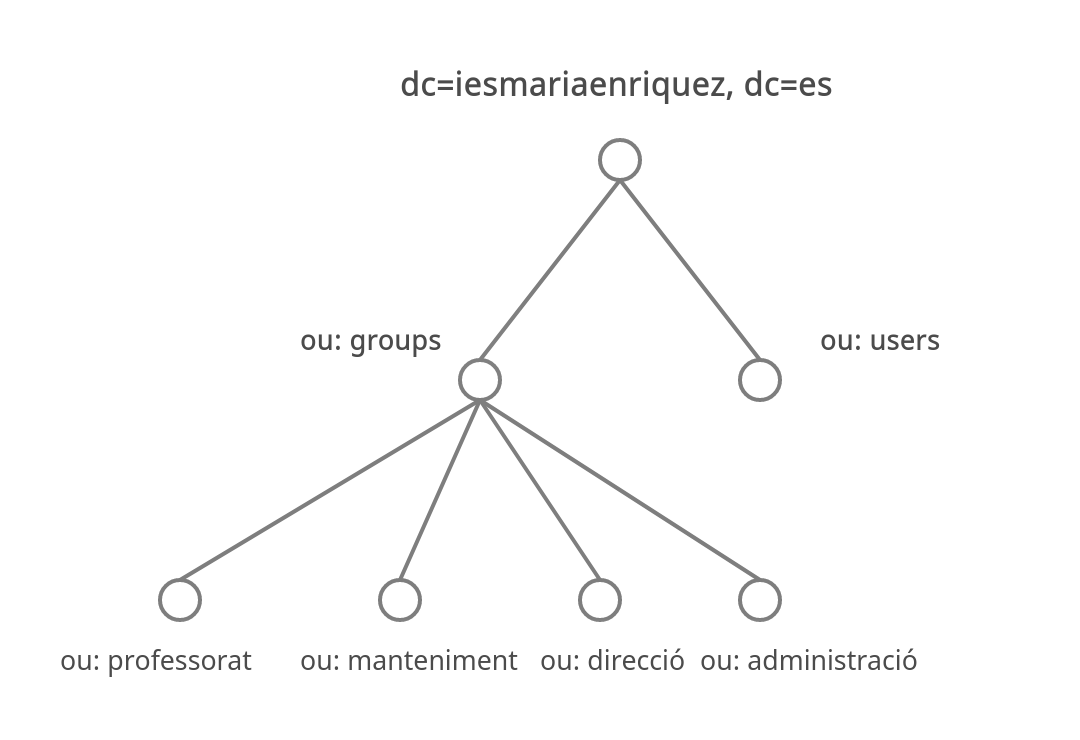 dc=iesmariaenriquez, dc=es
ou: groups
ou: users
ou: professorat
ou: manteniment
ou: direcció
ou: administració